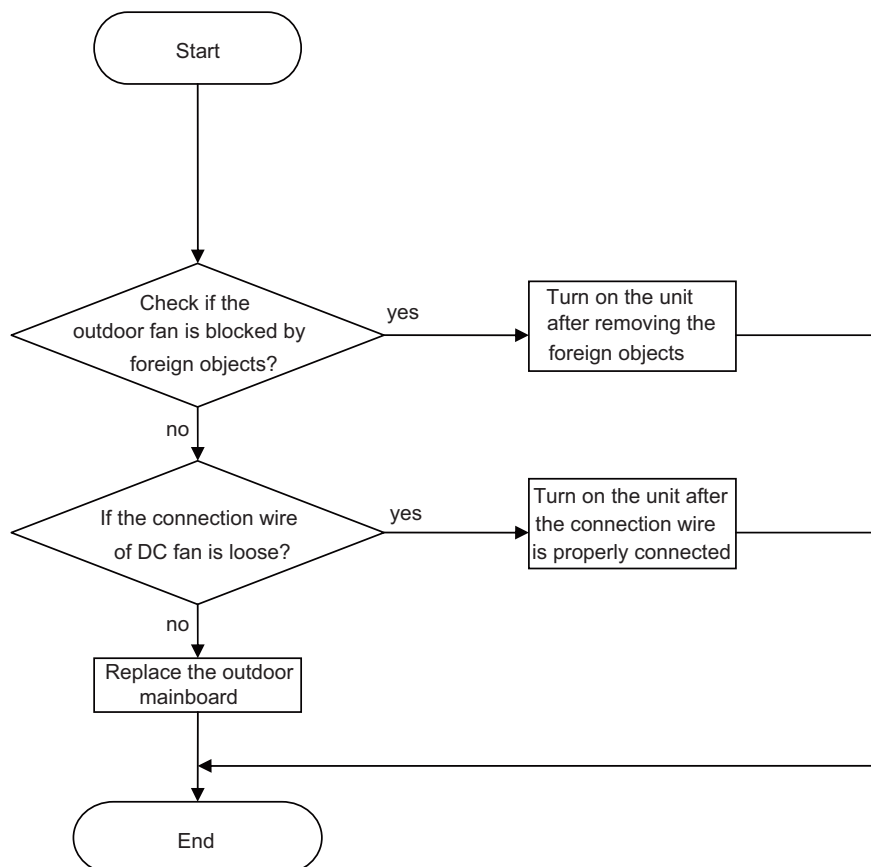 Start
Check if the
outdoor fan is blocked by
foreign objects?
yes
Turn on the unit
after removing the
foreign objects
no
If the connection wire
of DC fan is loose?
yes
Turn on the unit after
the connection wire
is properly connected
no
Replace the outdoor
mainboard
End